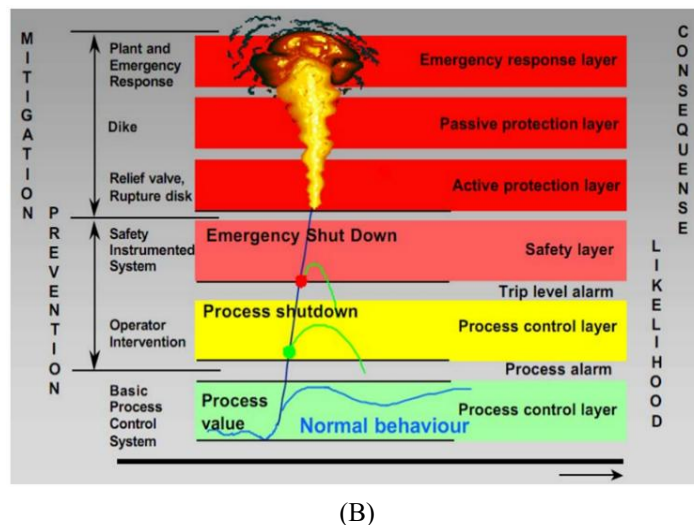 MITIGATION
PREVENTION
Plant and
Emergency
Response
Dike
Relief valve,
Rupture disk
Safety
Instrumented
System
Operator
Intervention
Basic
Process
Control
System
Emergency response layer
Passive protection layer
Active protection layer
Emergency Shut Down
Safety layer
Trip level alarm
Process shutdown
Process control layer
Process alarm
Process
value
Normal behaviour
Process control layer
CONSEQUENSE
LIKELIHOOD
(B)